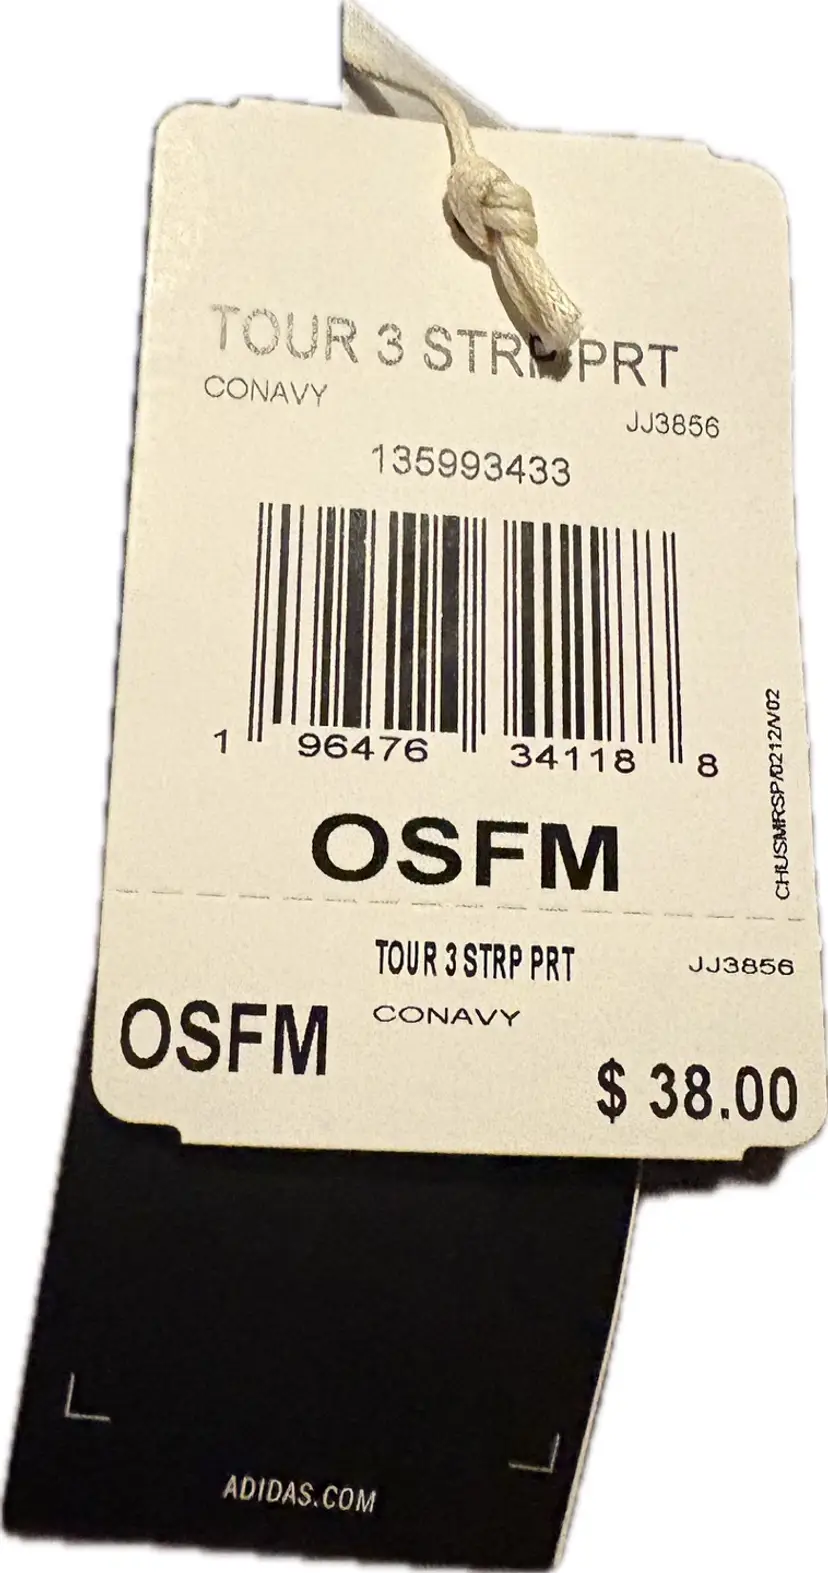 TOUR 3 STRP PRT
CONAVY
JJ3856
135993433
1 96476 34118 8
CHUSMRSP/0212/V02
OSFM
TOUR 3 STRP PRT
JJ3856
OSFM
CONAVY
$ 38.00
ADIDAS.COM